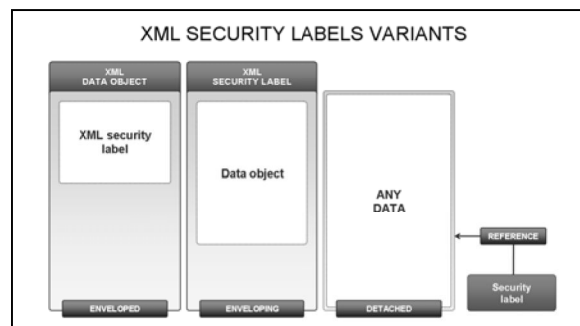 XML SECURITY LABELS VARIANTS
XML
DATA OBJECT
XML security
label
ENVELOPED
XML
SECURITY LABEL
Data object
ENVELOPING
ANY
DATA
DETACHED
REFERENCE
Security
label